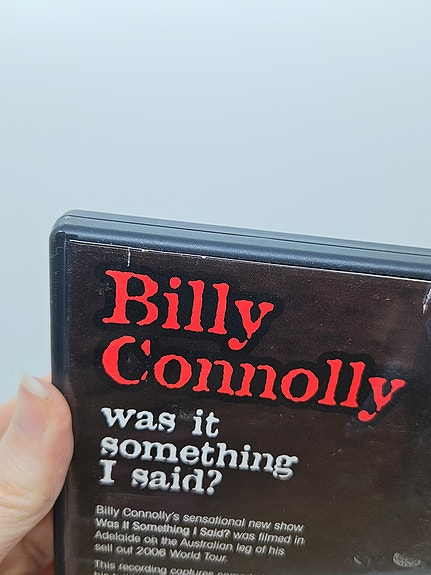 Billy
Connolly
was it
something
I said?
Billy Connolly's sensational new show
Was It Something I Said? was filmed in
Adelaide on the Australian leg of his
sell out 2006 World Tour.
This recording captures